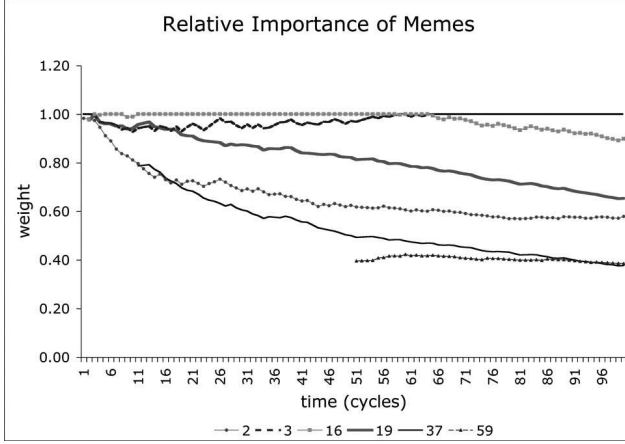 Relative Importance of Memes
1.20
1.00
0.80
0.60
0.40
0.20
0.00
weight
1 6 11 16 21 26 31 36 41 46 51 56 61 66 71 76 81 86 91 96
time (cycles)
2 3 16 19 37 59